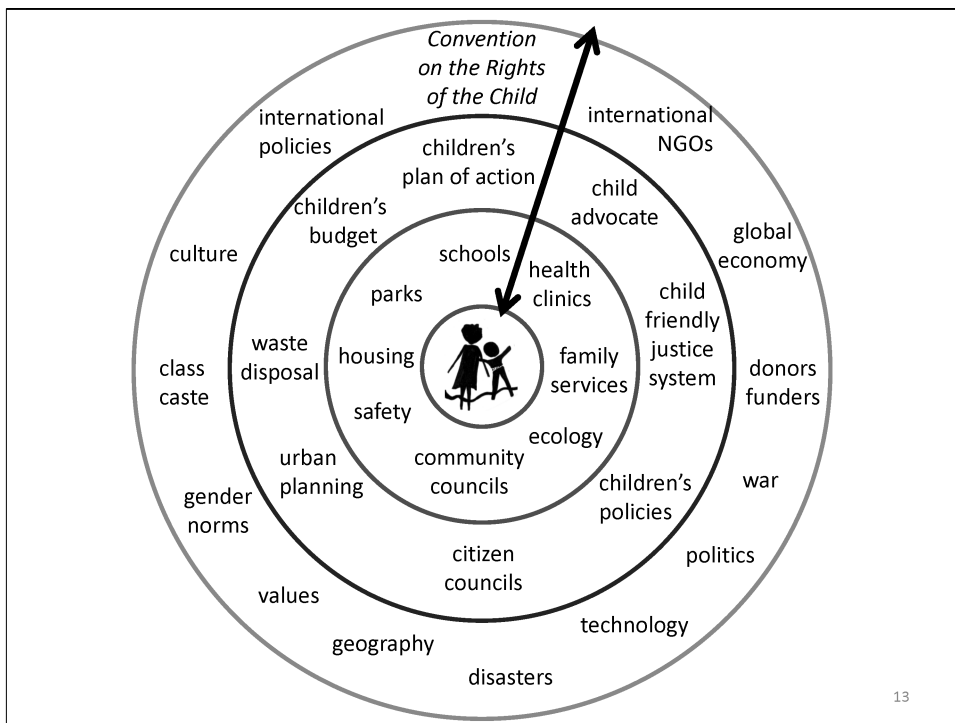 Convention
on the Rights
of the Child
international
policies
international
NGOs
children’s
plan of action
child
advocate
children’s
budget
culture
global
economy
schools
health
clinics
parks
child
friendly
justice
system
waste
disposal
housing
family
services
class
caste
donors
funders
safety
ecology
community
councils
urban
planning
children’s
policies
war
gender
norms
citizen
councils
politics
values
technology
geography
disasters
13